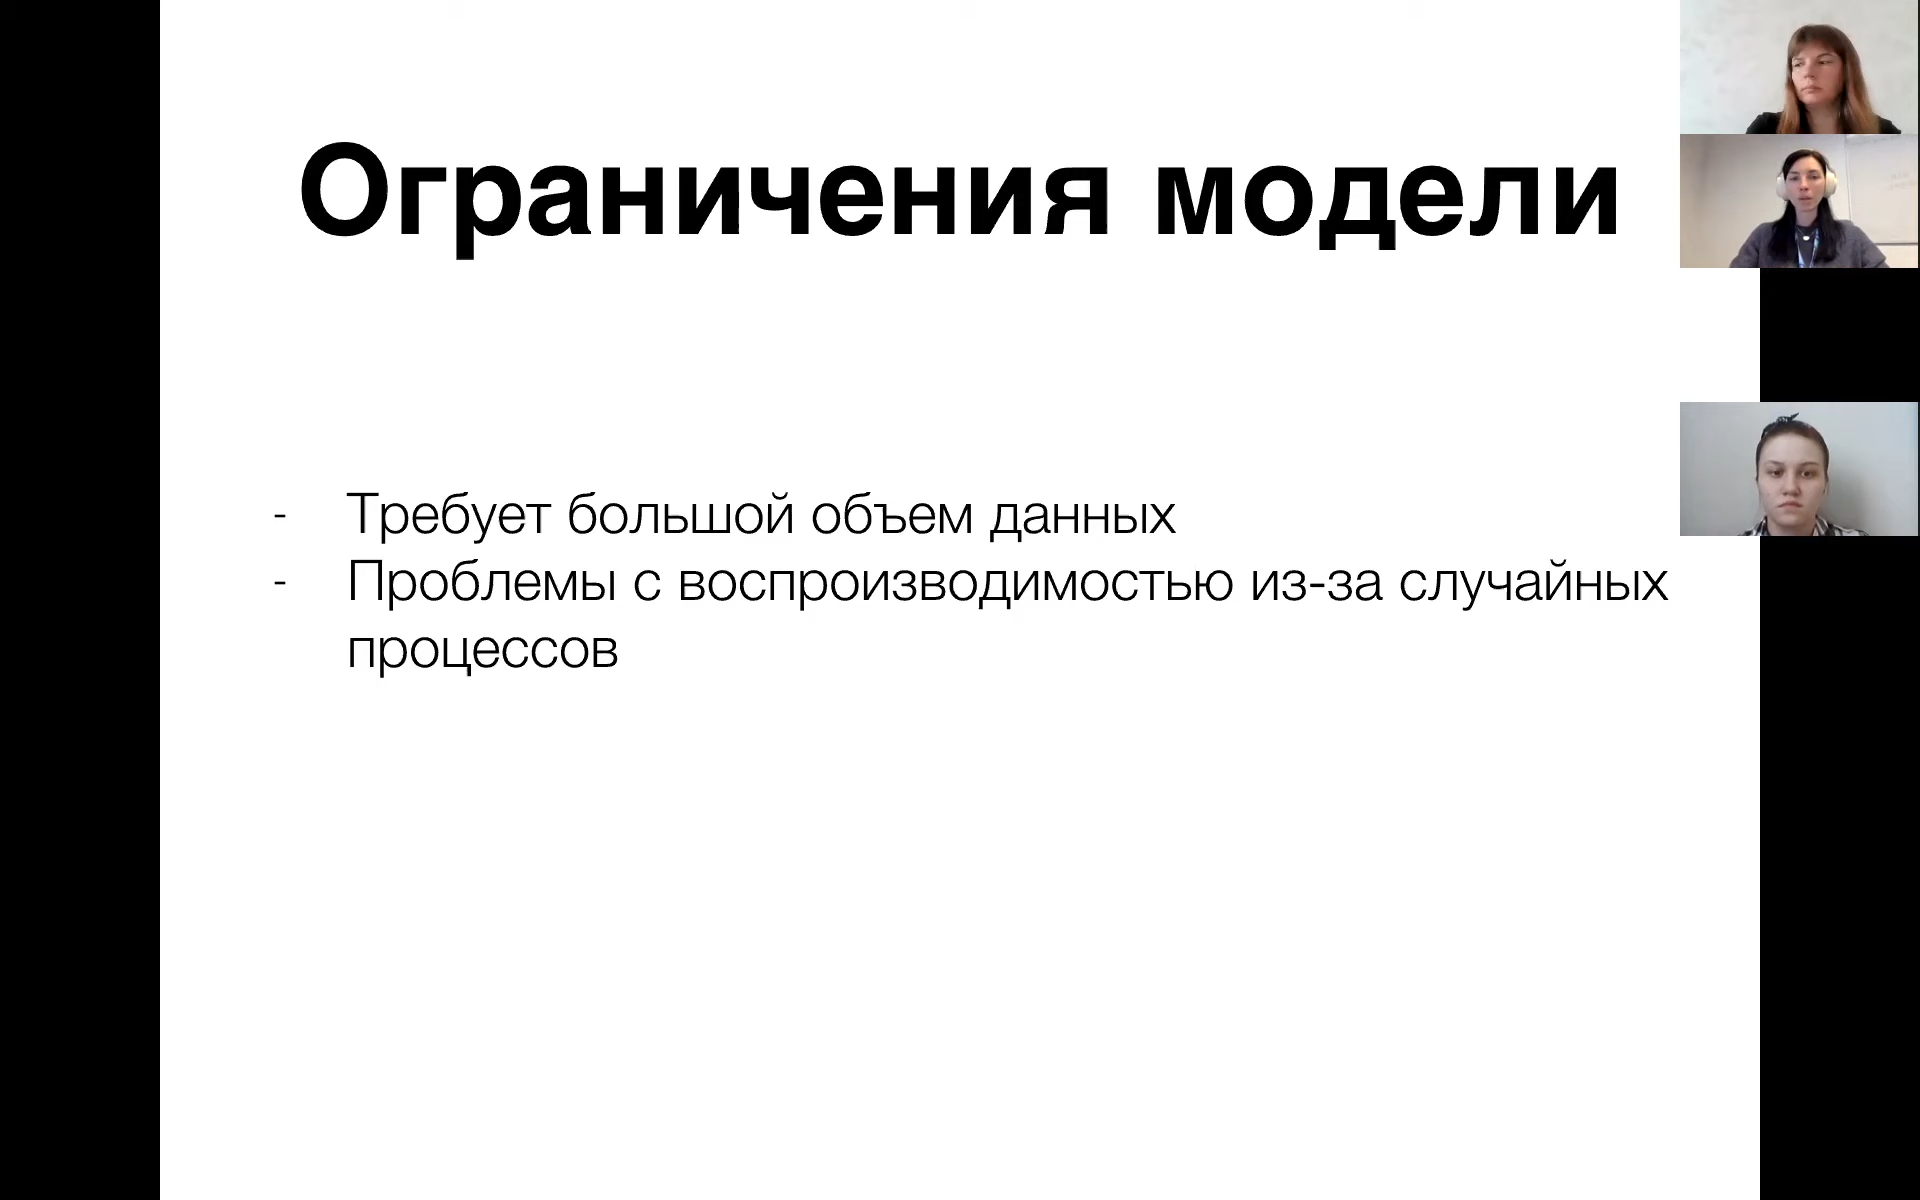 Ограничения модели
- Требует большой объем данных
- Проблемы с воспроизводимостью из-за случайных
процессов